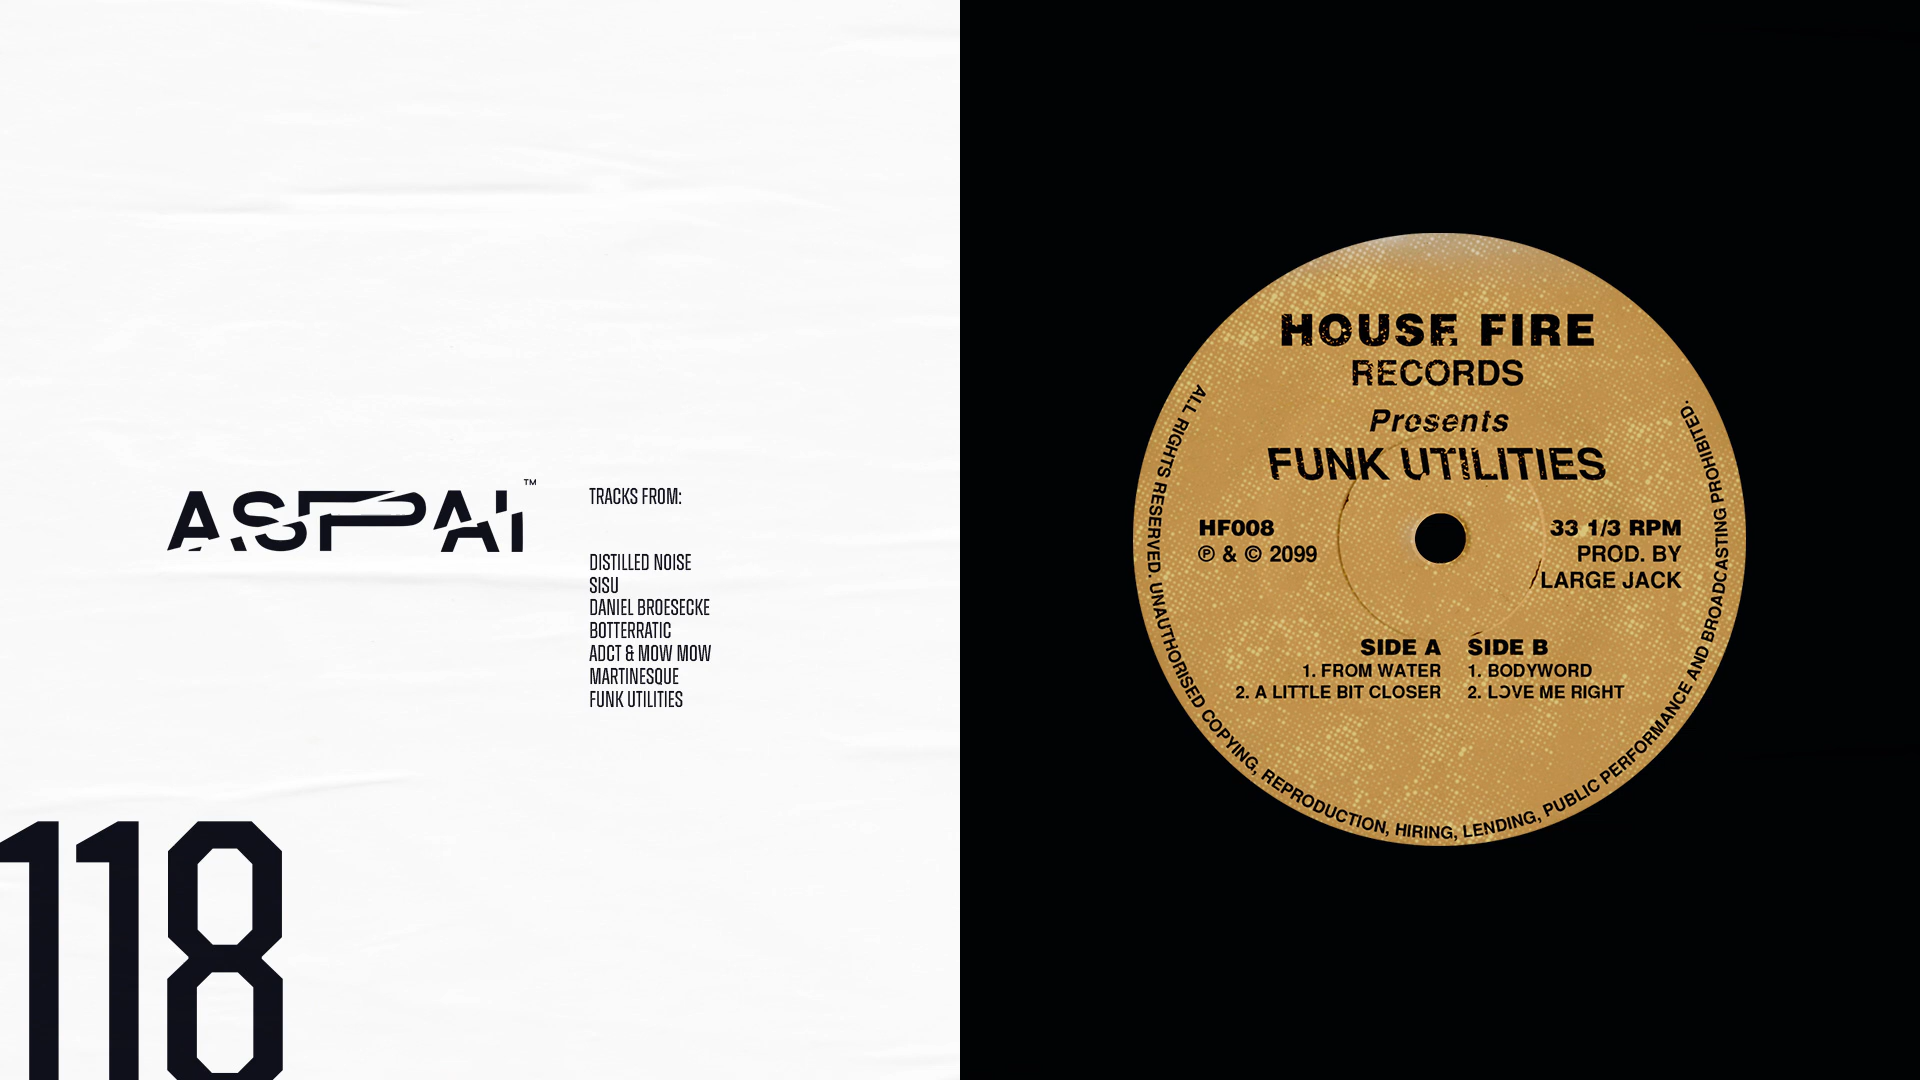 ASPAI
™
TRACKS FROM:
DISTILLED NOISE
SISU
DANIEL BROESECKE
BOTTERRATIC
ADCT & MOW MOW
MARTINESQUE
FUNK UTILITIES
118
HOUSE FIRE
RECORDS
Presents
FUNK UTILITIES
HF008
℗ & © 2099
33 1/3 RPM
PROD. BY
LARGE JACK
SIDE A
1. FROM WATER
2. A LITTLE BIT CLOSER
SIDE B
1. BODYWORD
2. LOVE ME RIGHT
ALL RIGHTS RESERVED. UNAUTHORISED COPYING, REPRODUCTION, HIRING, LENDING, PUBLIC PERFORMANCE AND BROADCASTING PROHIBITED.